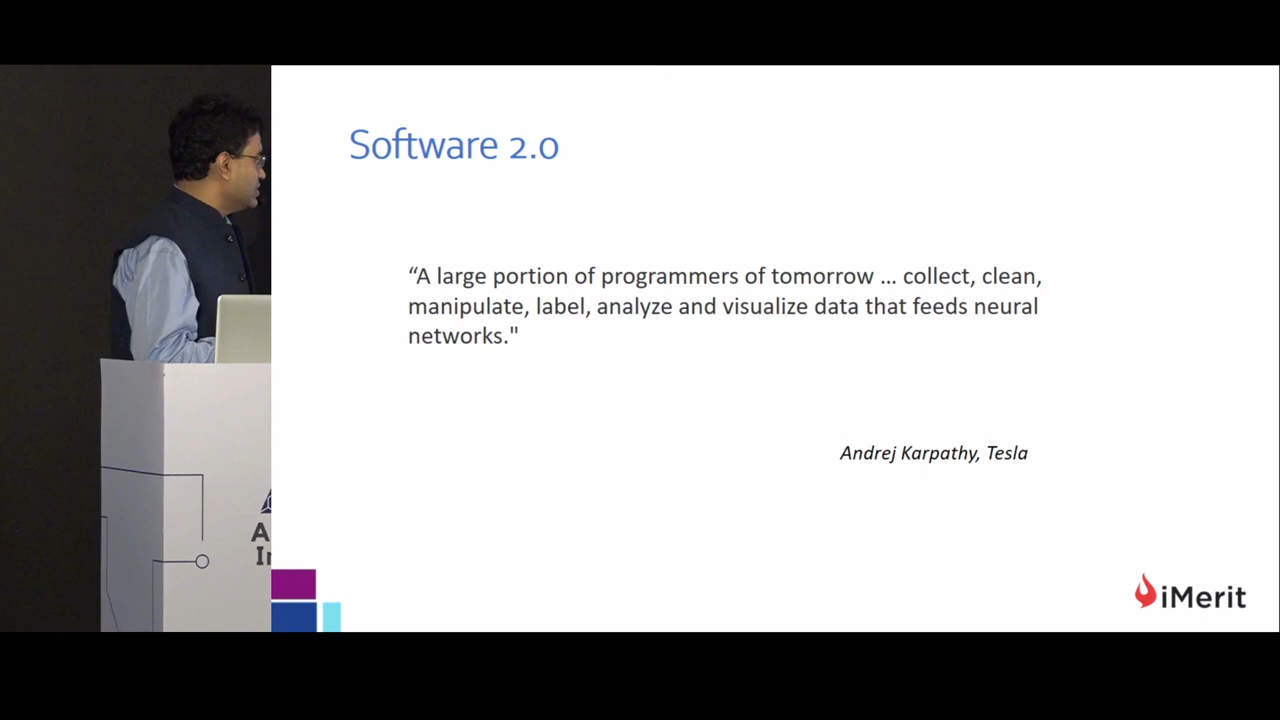 Software 2.0
“A large portion of programmers of tomorrow ... collect, clean,
manipulate, label, analyze and visualize data that feeds neural
networks."
Andrej Karpathy, Tesla
iMerit